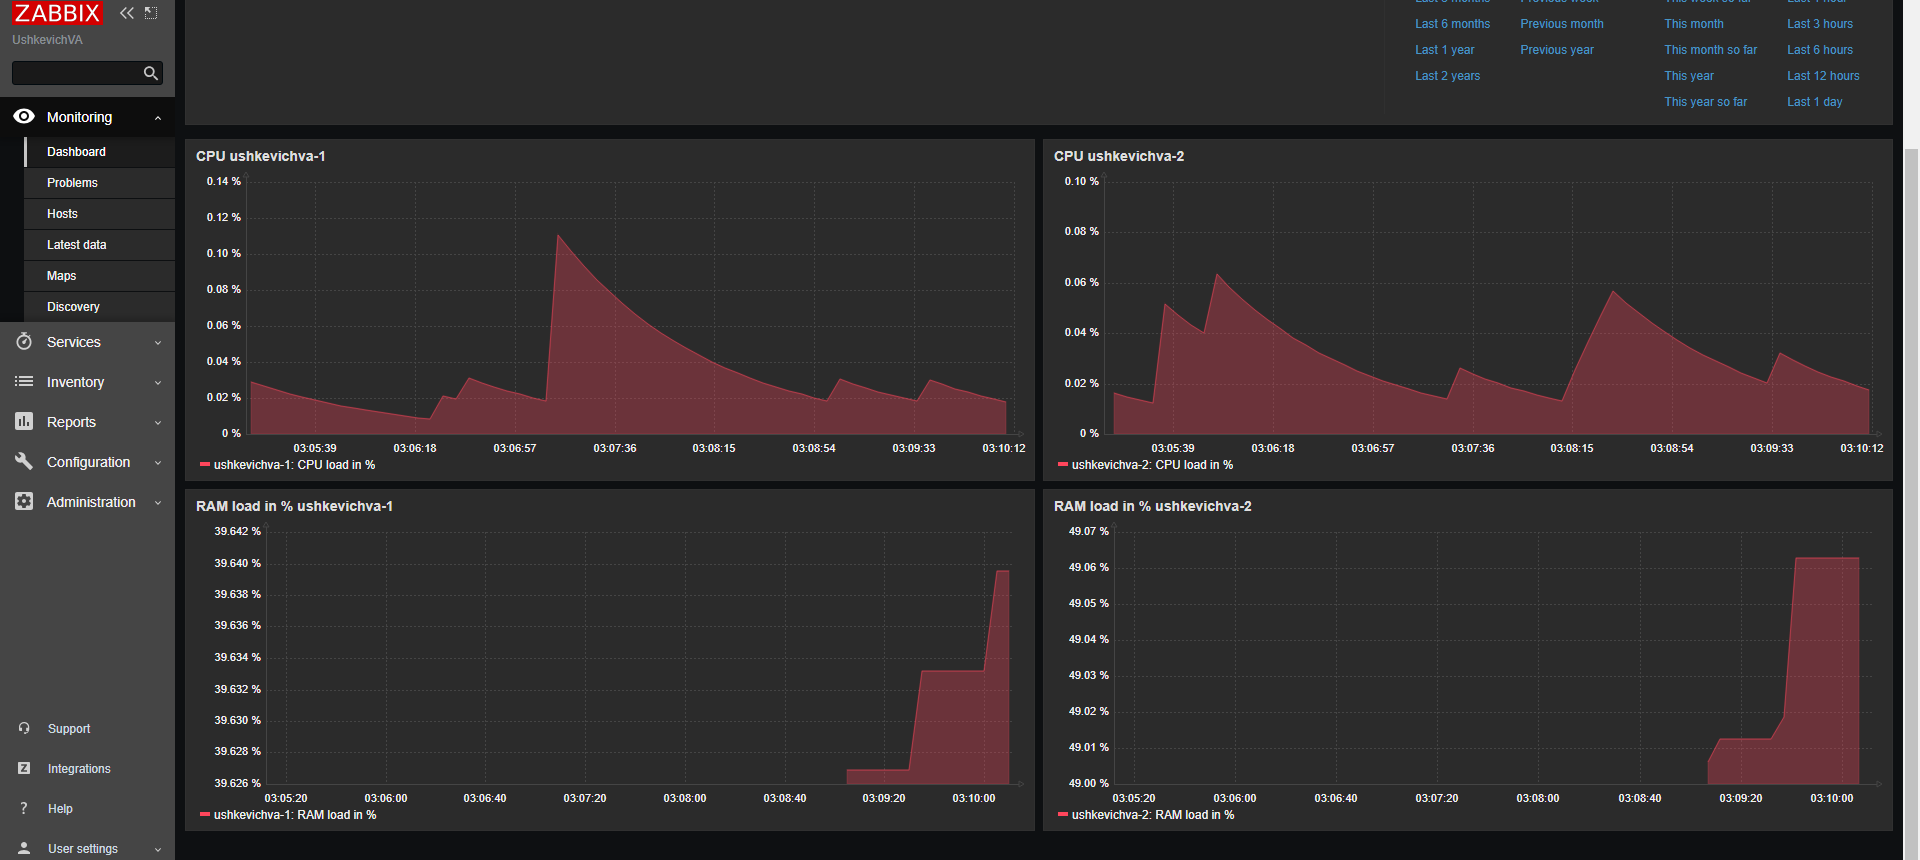 ZABBIX
UshkevichVA
Monitoring
Dashboard
Problems
Hosts
Latest data
Maps
Discovery
Services
Inventory
Reports
Configuration
Administration
Support
Integrations
Help
User settings
Last 6 months Previous month This month Last 3 hours
Last 1 year Previous year This month so far Last 6 hours
Last 2 years This year Last 12 hours
This year so far Last 1 day
CPU ushkevichva-1
0.14 %
0.12 %
0.10 %
0.08 %
0.06 %
0.04 %
0.02 %
0 %
03:05:39 03:06:18 03:06:57 03:07:36 03:08:15 03:08:54 03:09:33 03:10:12
ushkevichva-1: CPU load in %
CPU ushkevichva-2
0.10 %
0.08 %
0.06 %
0.04 %
0.02 %
0 %
03:05:39 03:06:18 03:06:57 03:07:36 03:08:15 03:08:54 03:09:33 03:10:12
ushkevichva-2: CPU load in %
RAM load in % ushkevichva-1
39.642 %
39.640 %
39.638 %
39.636 %
39.634 %
39.632 %
39.630 %
39.628 %
39.626 %
03:05:20 03:06:00 03:06:40 03:07:20 03:08:00 03:08:40 03:09:20 03:10:00
ushkevichva-1: RAM load in %
RAM load in % ushkevichva-2
49.07 %
49.06 %
49.05 %
49.04 %
49.03 %
49.02 %
49.01 %
49.00 %
03:05:20 03:06:00 03:06:40 03:07:20 03:08:00 03:08:40 03:09:20 03:10:00
ushkevichva-2: RAM load in %